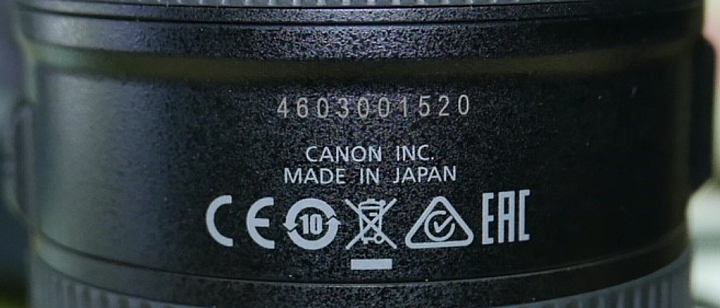 4603001520
CANON INC.
MADE IN JAPAN
CE 10 EAC